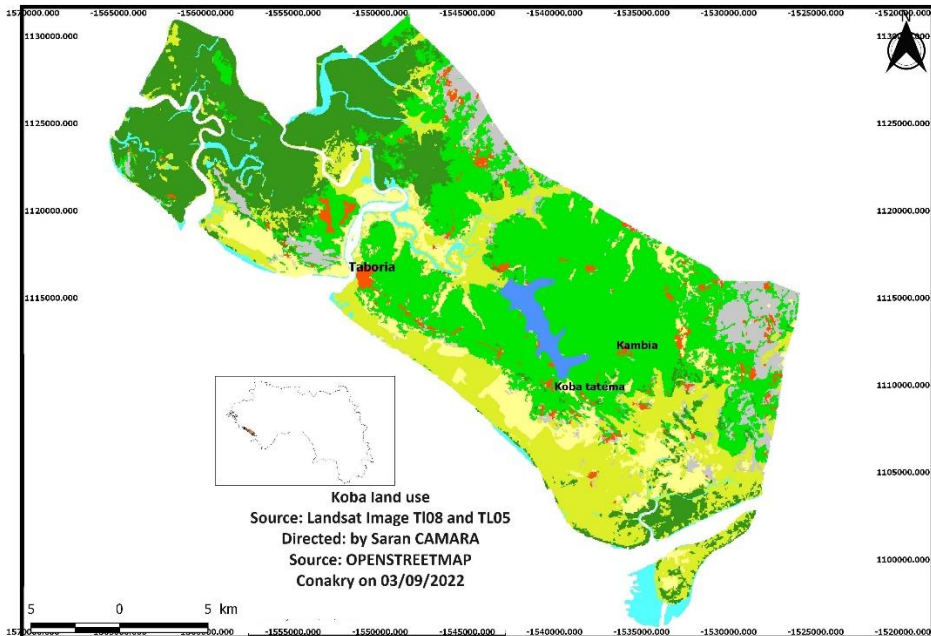 -1570000.000 -1565000.000 -1560000.000 -1555000.000 -1550000.000 -1545000.000 -1540000.000 -1535000.000 -1530000.000 -1525000.000 -1520000.000
N
1130000.000
1125000.000 1125000.000
1120000.000 1120000.000
Taboria
1115000.000 1115000.000
Kambia
Koba tatema
1110000.000 1110000.000
1105000.000 1105000.000
Koba land use
Source: Landsat Image Tl08 and TL05
Directed: by Saran CAMARA
Source: OPENSTREETMAP
Conakry on 03/09/2022
1100000.000 1100000.000
5 0 5 km
-1555000.000 -1550000.000 -1545000.000 -1540000.000 -1535000.000 -1530000.000 -1525000.000 -1520000.000